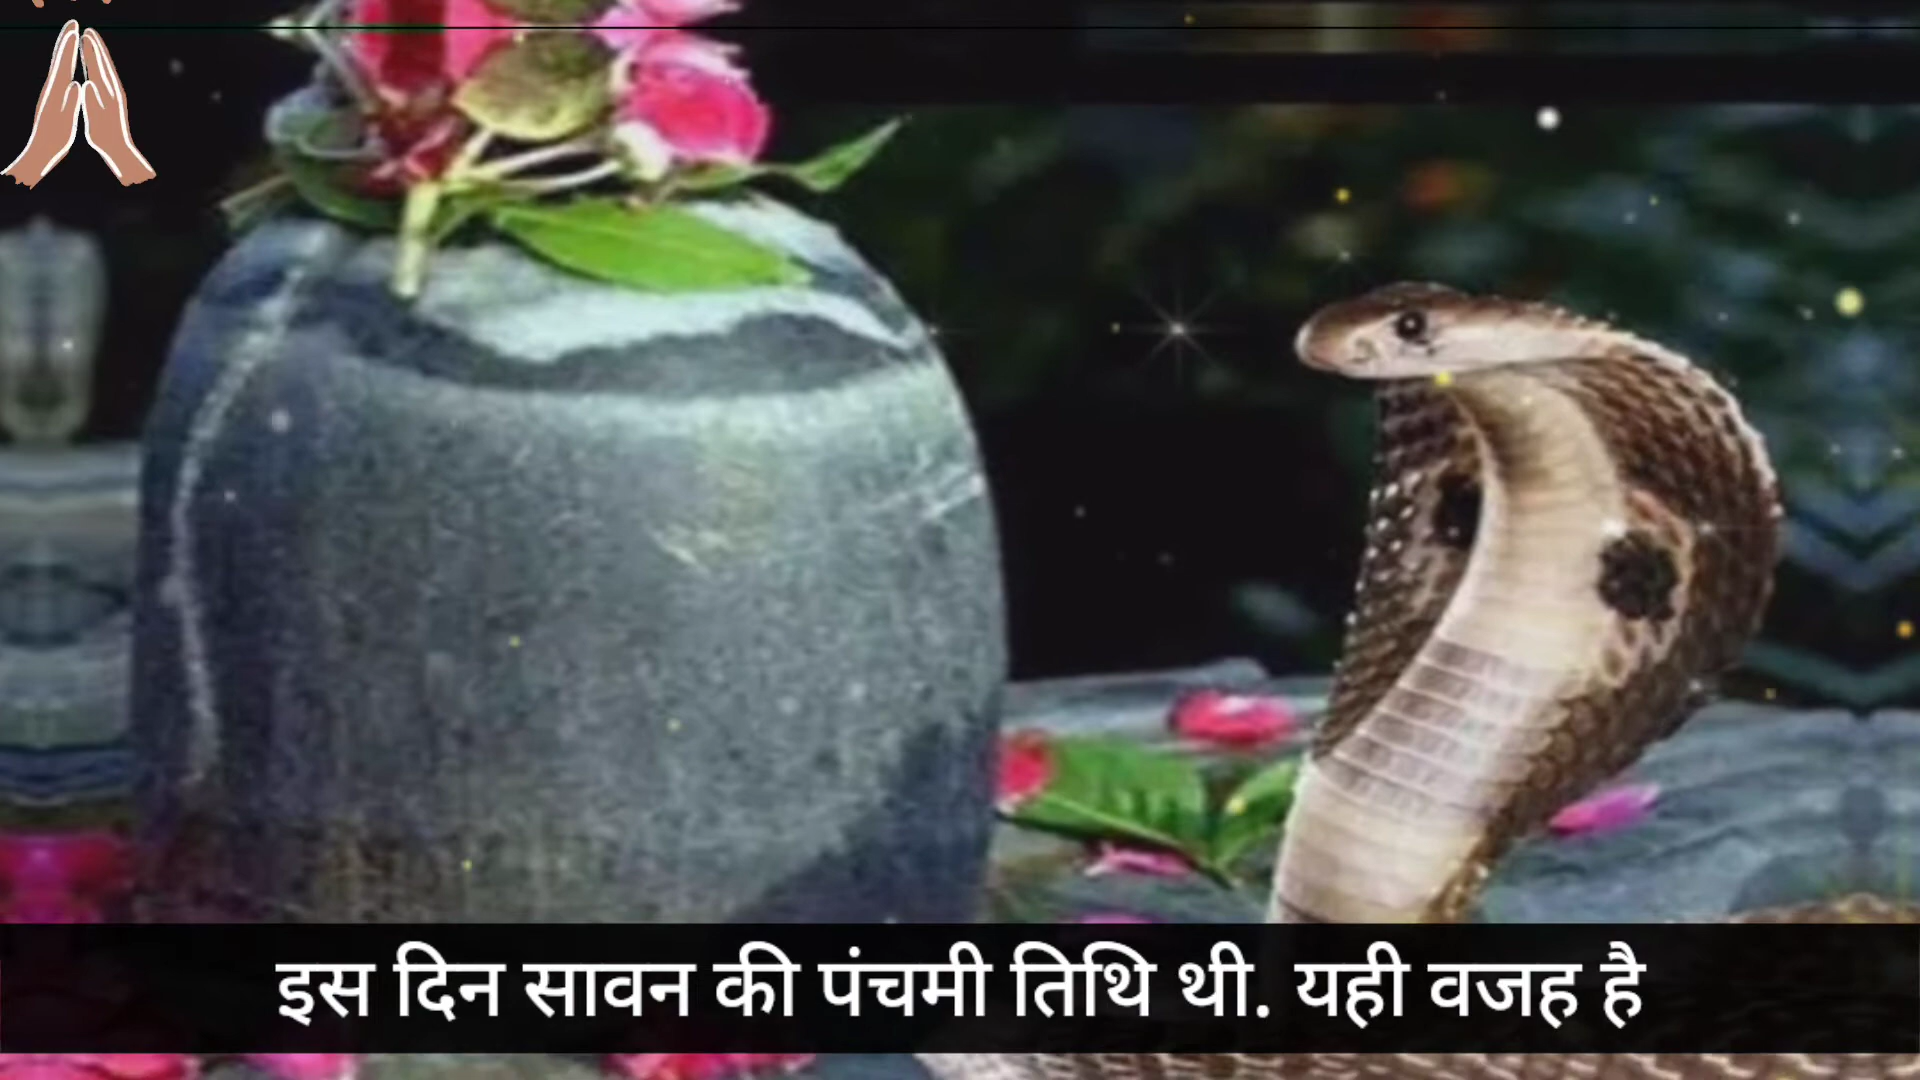 इस दिन सावन की पंचमी तिथि थी. यही वजह है